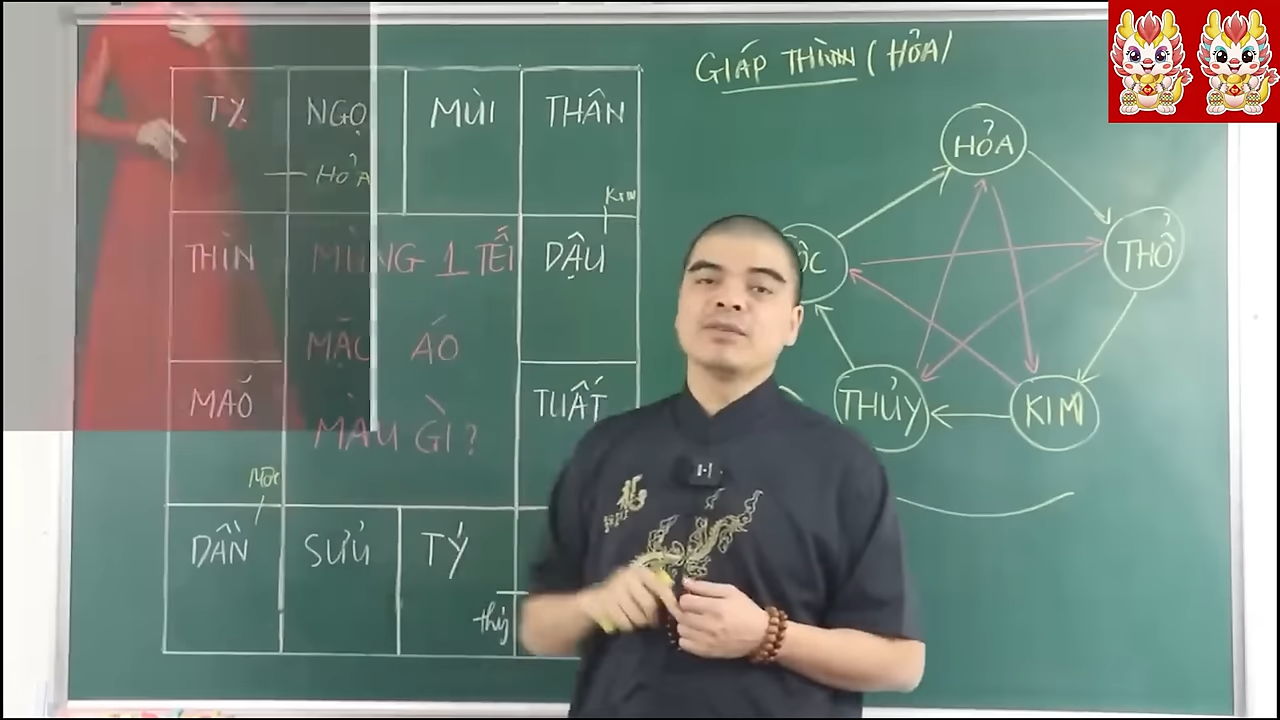 GIÁP THÌN (HỎA)
TỴ NGỌ MÙI THÂN
HỎA
KIM
THÌN DẬU
MÙNG 1 TẾT
MẶC ÁO
MÀU GÌ?
MÃO TUẤT
MỘC
DẦN SỬU TÝ
thủy
HỎA
THỔ
KIM
THỦY
ỘC